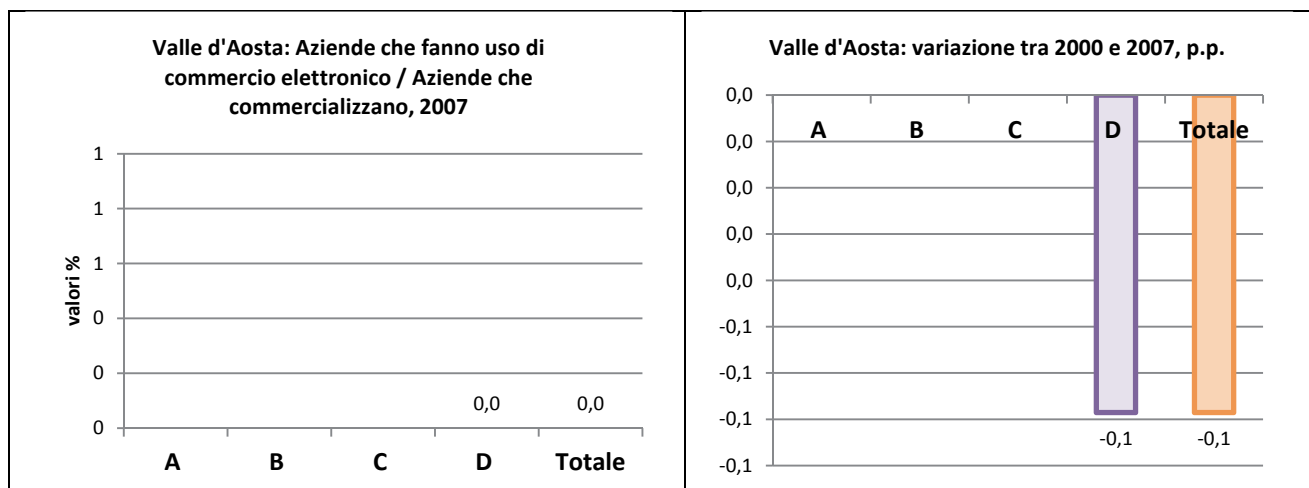 Valle d'Aosta: Aziende che fanno uso di
commercio elettronico / Aziende che
commercializzano, 2007
valori %
1
1
1
0
0
0
0,0
0,0
A
B
C
D
Totale
Valle d'Aosta: variazione tra 2000 e 2007, p.p.
0,0
0,0
0,0
0,0
0,0
-0,1
-0,1
-0,1
-0,1
A
B
C
D
Totale
-0,1
-0,1